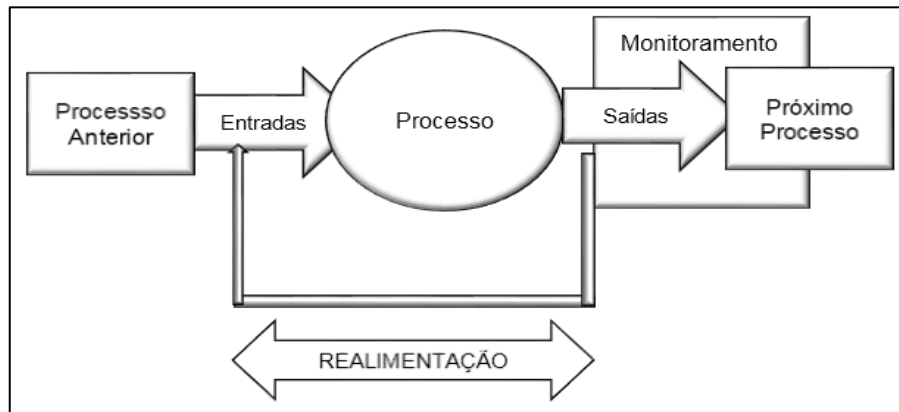 Monitoramento
Processso
Anterior
Entradas
Processo
Saídas
Próximo
Processo
REALIMENTAÇÃO